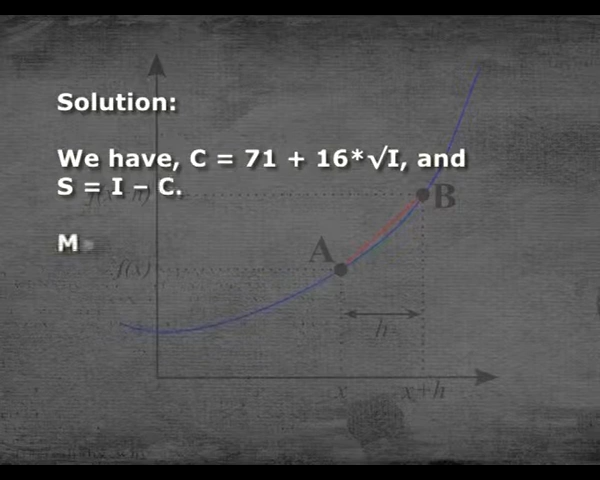 Solution:
We have, C = 71 + 16*√I, and
S = I – C.
M
f(x+h)
B
A
f(x)
h
x
x+h